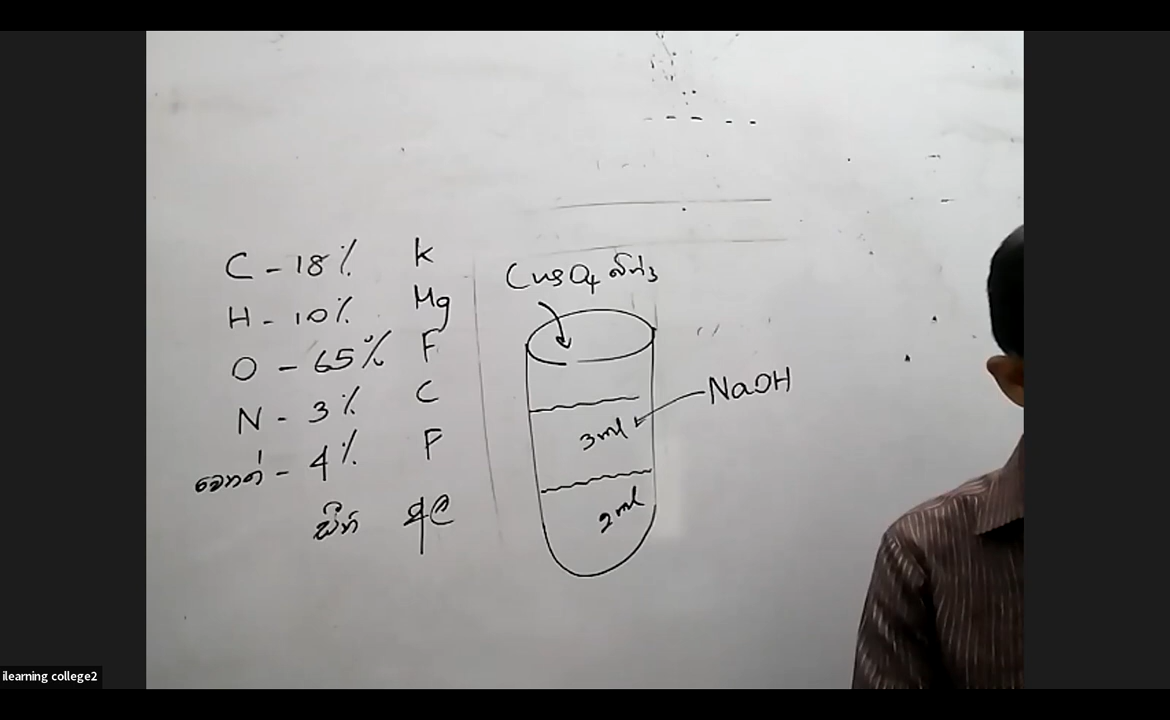 C - 18%
H - 10%
O - 65%
N - 3%
වෙනත් - 4%
K
Mg
F
C
P
CuSO4
NaOH
3ml
2ml
ilearning college2